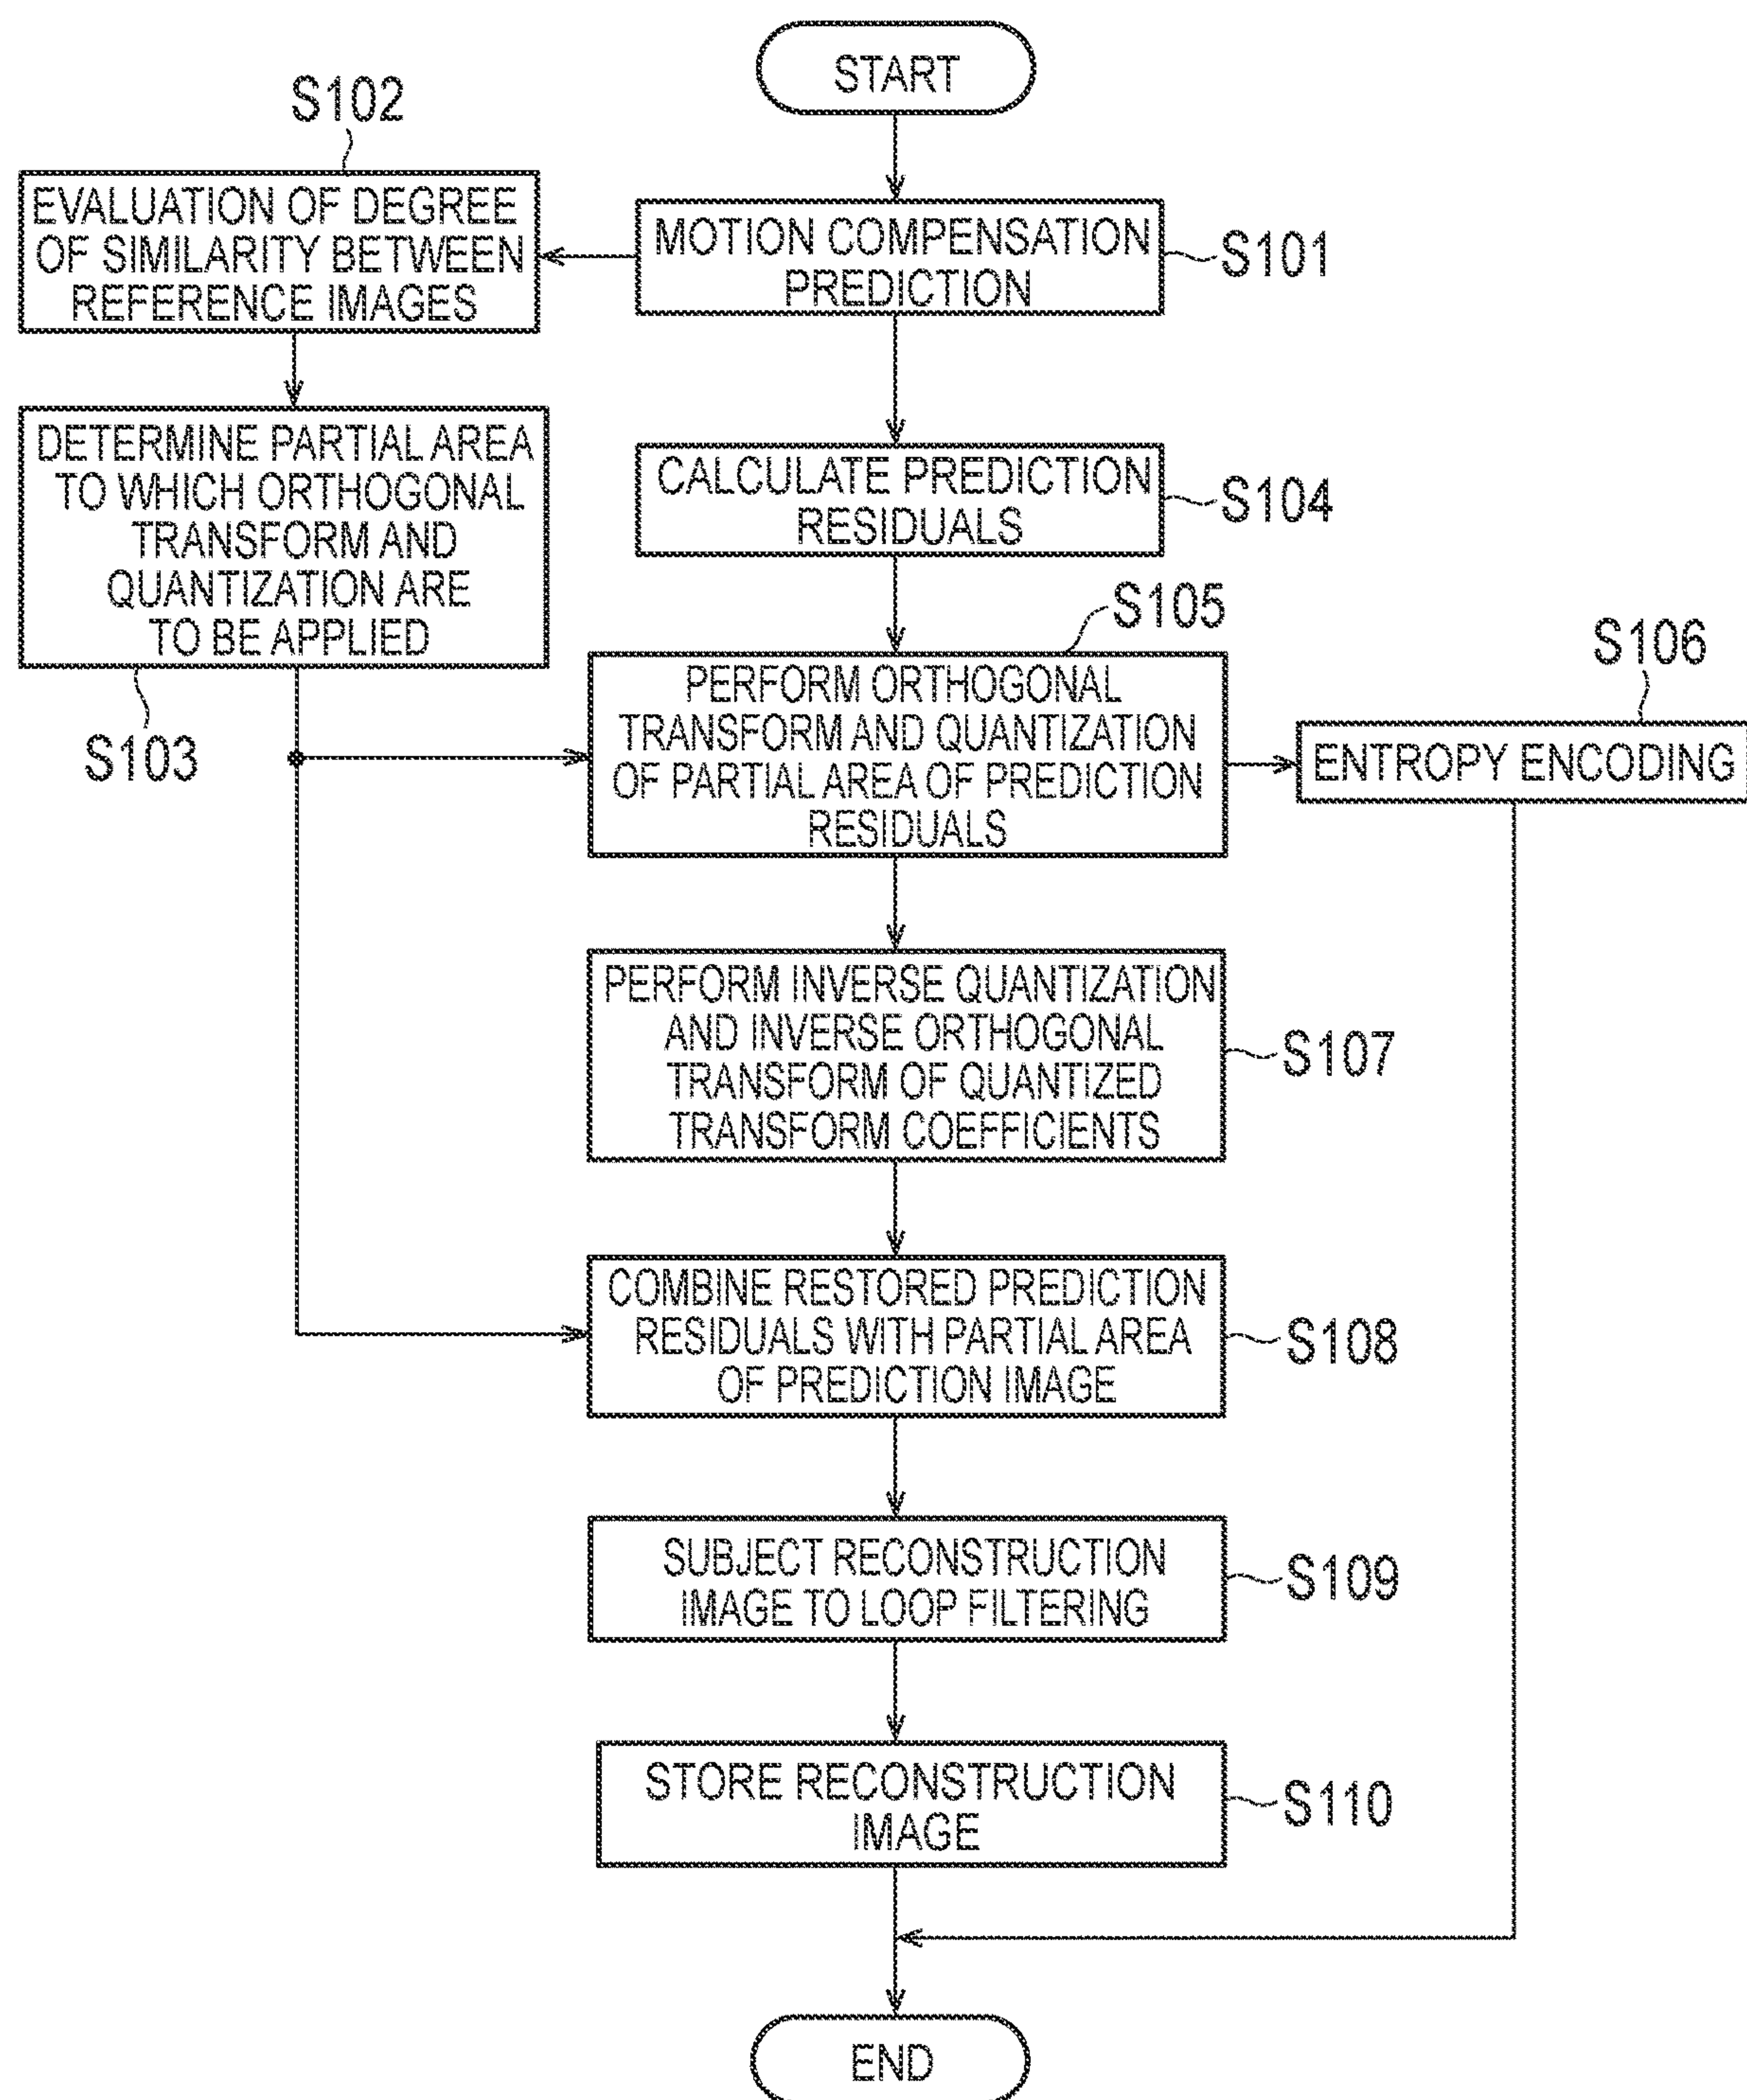 START
S102
EVALUATION OF DEGREE
OF SIMILARITY BETWEEN
REFERENCE IMAGES
MOTION COMPENSATION
PREDICTION
S101
DETERMINE PARTIAL AREA
TO WHICH ORTHOGONAL
TRANSFORM AND
QUANTIZATION ARE
TO BE APPLIED
S103
CALCULATE PREDICTION
RESIDUALS
S104
S105
PERFORM ORTHOGONAL
TRANSFORM AND QUANTIZATION
OF PARTIAL AREA OF PREDICTION
RESIDUALS
S106
ENTROPY ENCODING
PERFORM INVERSE QUANTIZATION
AND INVERSE ORTHOGONAL
TRANSFORM OF QUANTIZED
TRANSFORM COEFFICIENTS
S107
COMBINE RESTORED PREDICTION
RESIDUALS WITH PARTIAL AREA
OF PREDICTION IMAGE
S108
SUBJECT RECONSTRUCTION
IMAGE TO LOOP FILTERING
S109
STORE RECONSTRUCTION
IMAGE
S110
END